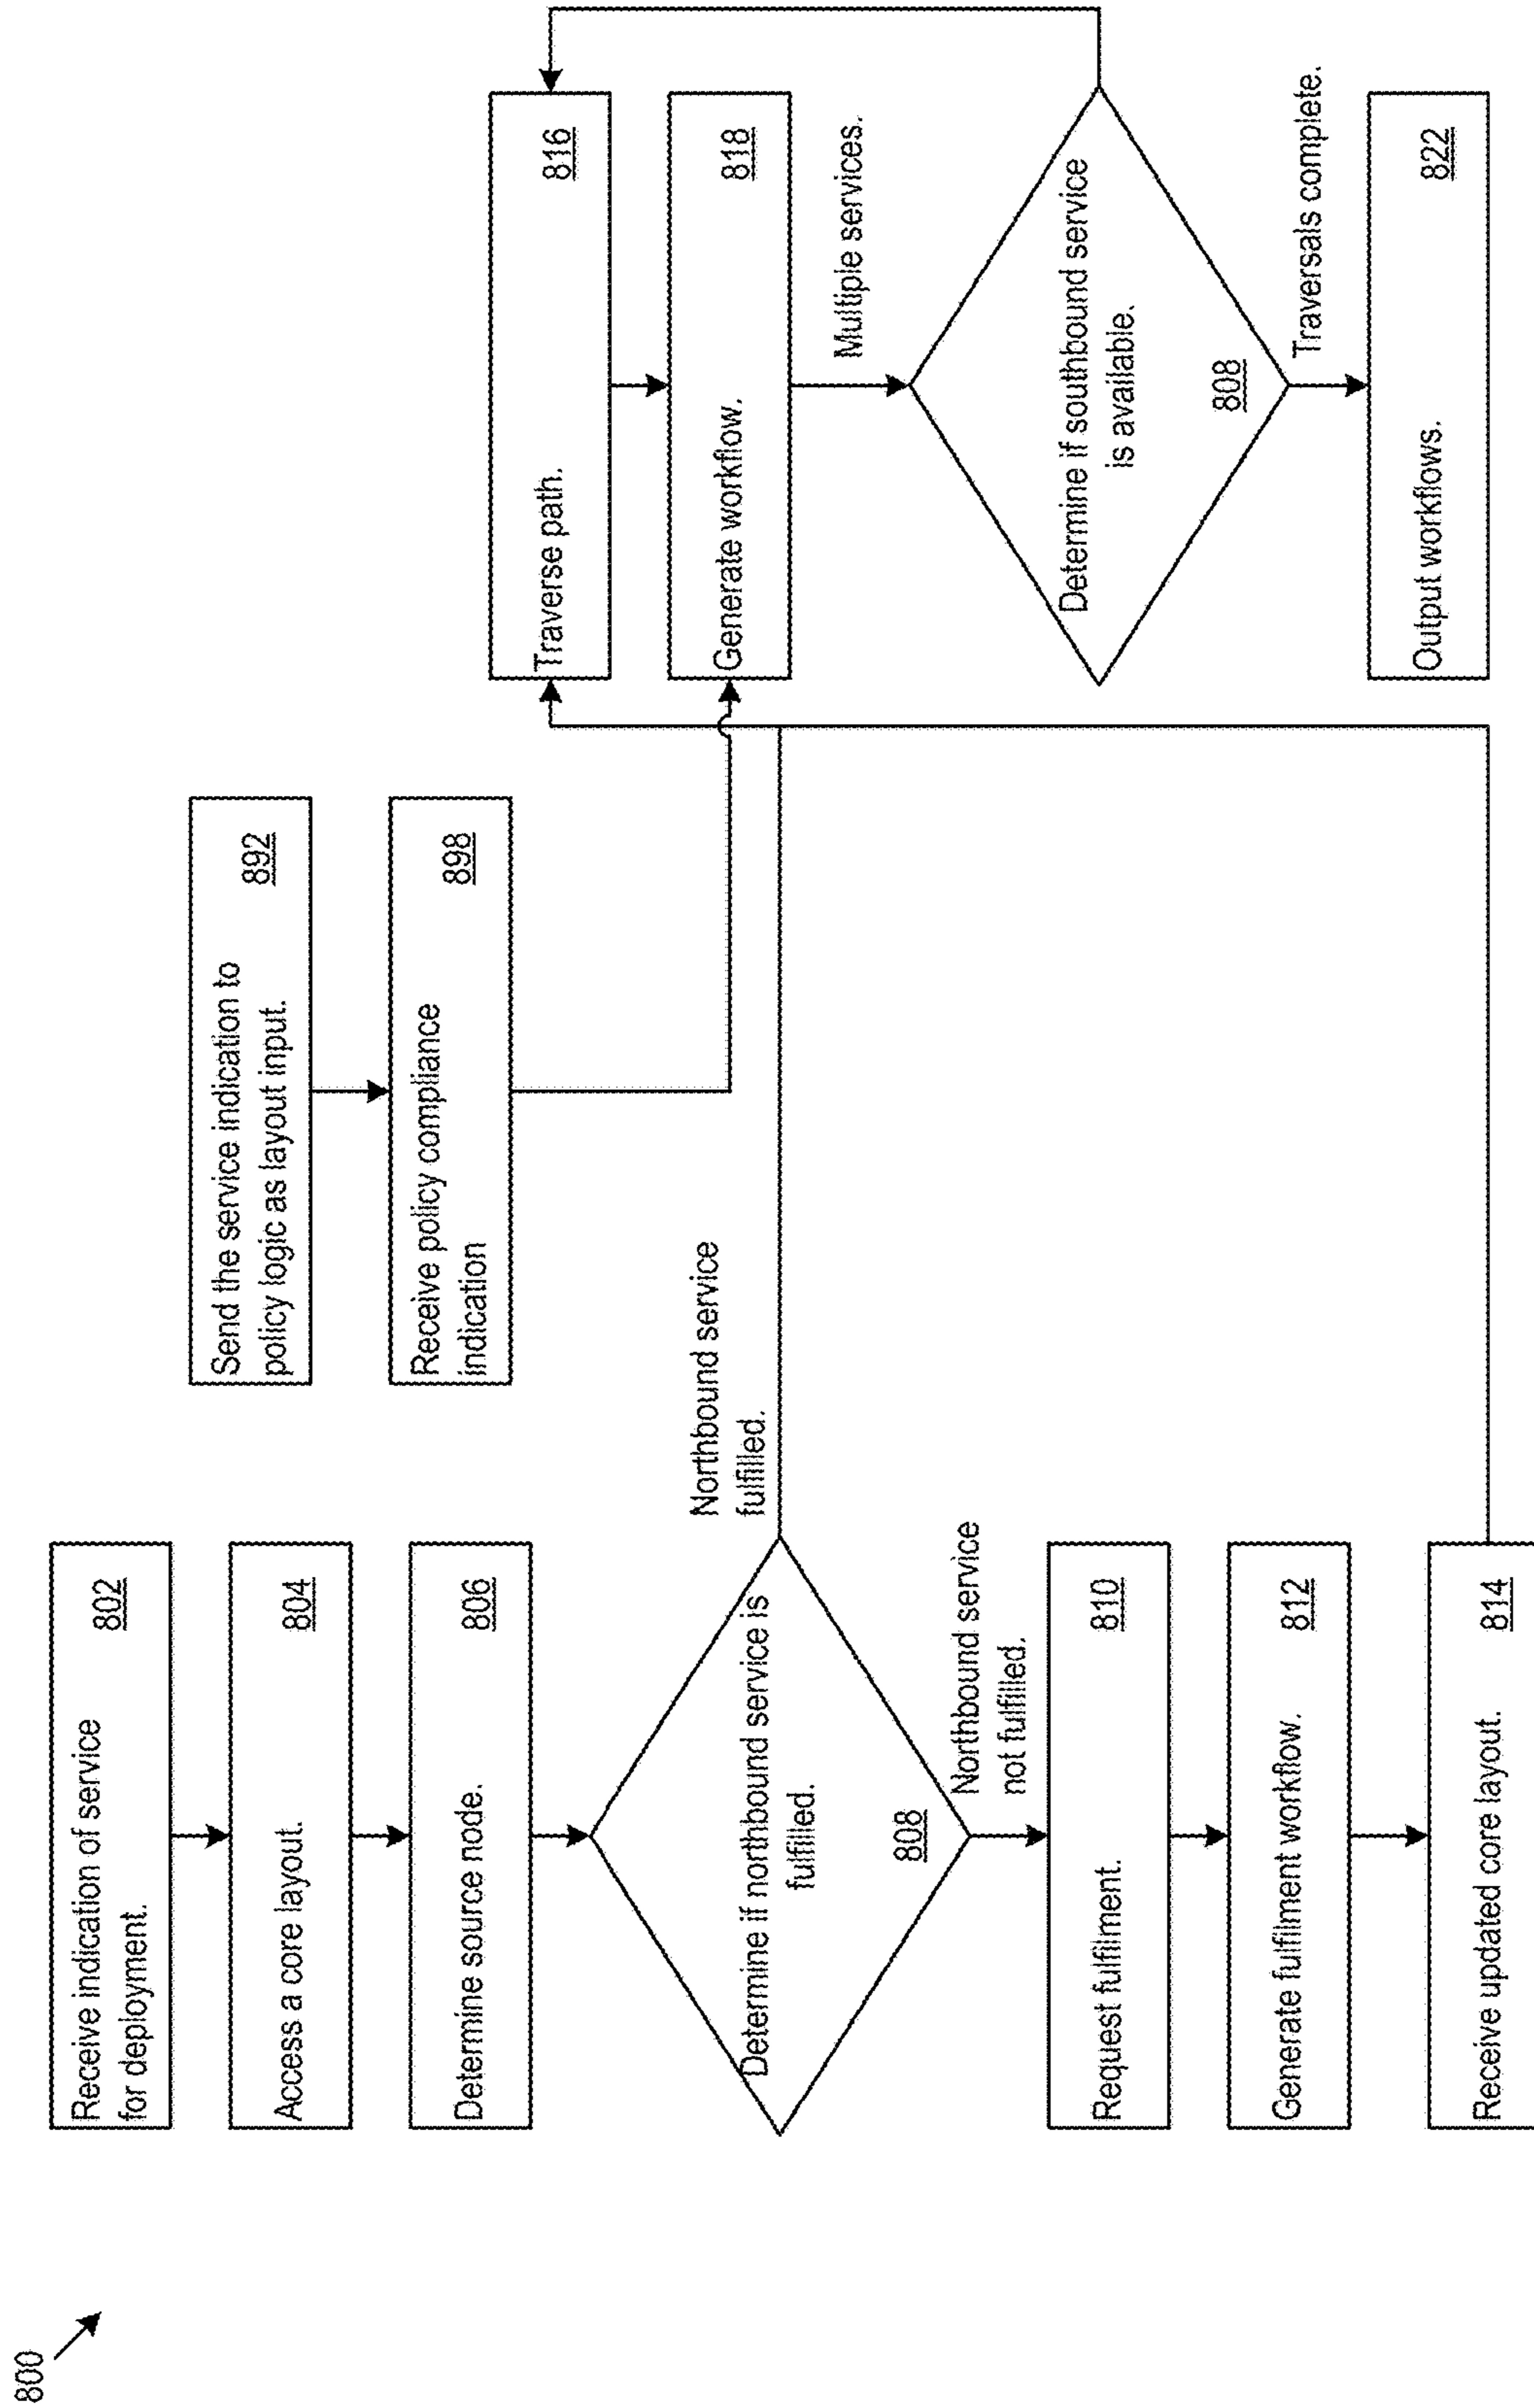 800
Receive indication of service
for deployment.
802
Access a core layout.
804
Determine source node.
806
Determine if northbound service is
fulfilled.
808
Northbound service
fulfilled.
Northbound service
not fulfilled.
Request fulfilment.
810
Generate fulfilment workflow.
812
Receive updated core layout.
814
Send the service indication to
policy logic as layout input.
892
Receive policy compliance
indication
898
Traverse path.
816
Generate workflow.
818
Multiple services.
Determine if southbound service
is available.
808
Traversals complete.
Output workflows.
822